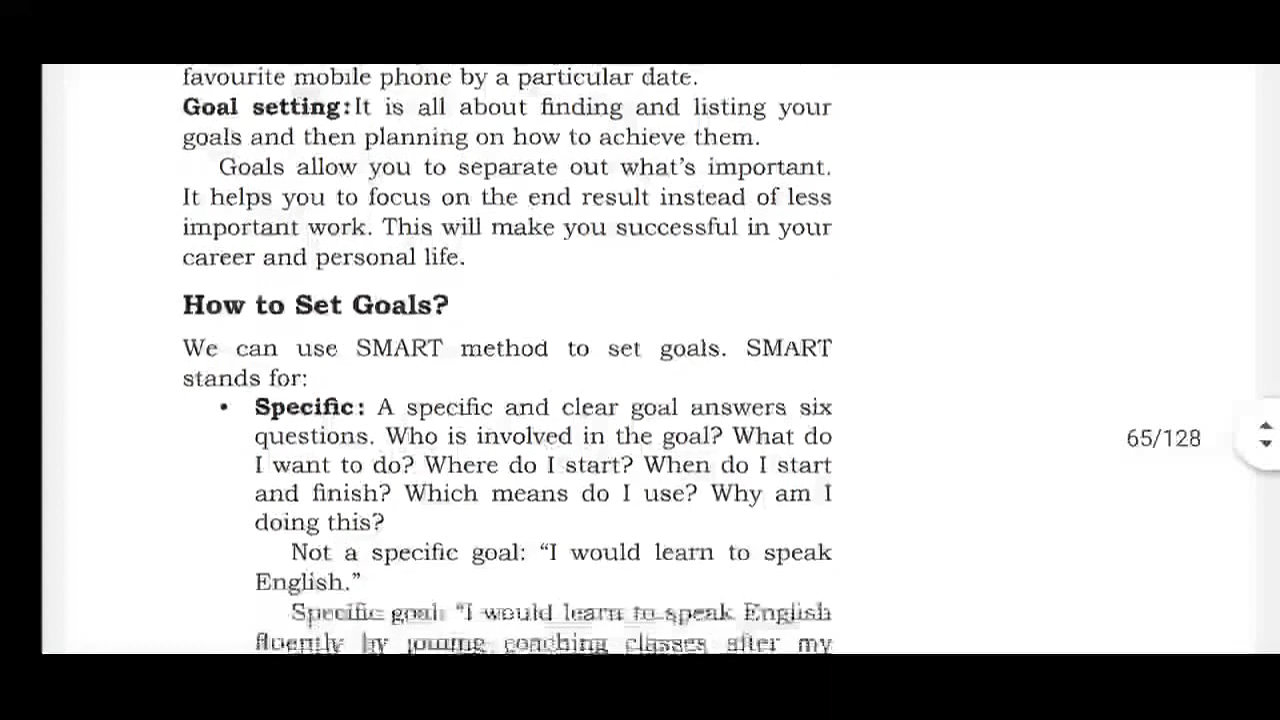 favourite mobile phone by a particular date.
Goal setting:It is all about finding and listing your
goals and then planning on how to achieve them.
Goals allow you to separate out what's important.
It helps you to focus on the end result instead of less
important work. This will make you successful in your
career and personal life.
How to Set Goals?
We can use SMART method to set goals. SMART
stands for:
• Specific: A specific and clear goal answers six
questions. Who is involved in the goal? What do
I want to do? Where do I start? When do I start
and finish? Which means do I use? Why am I
doing this?
65/128
Not a specific goal: “I would learn to speak
English.”
Specific goal: “I would learn to speak English
fluently by joining coaching classes after my